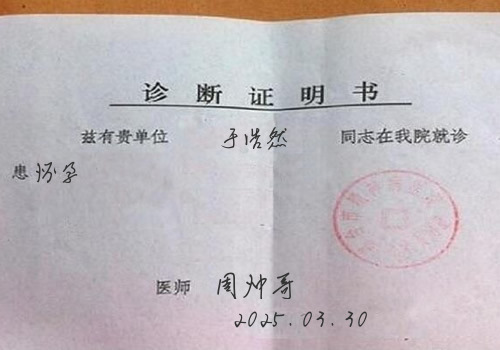 诊断证明书
兹有贵单位 于浩然 同志在我院就诊
患 怀孕
医师 周帅哥
2025.03.30